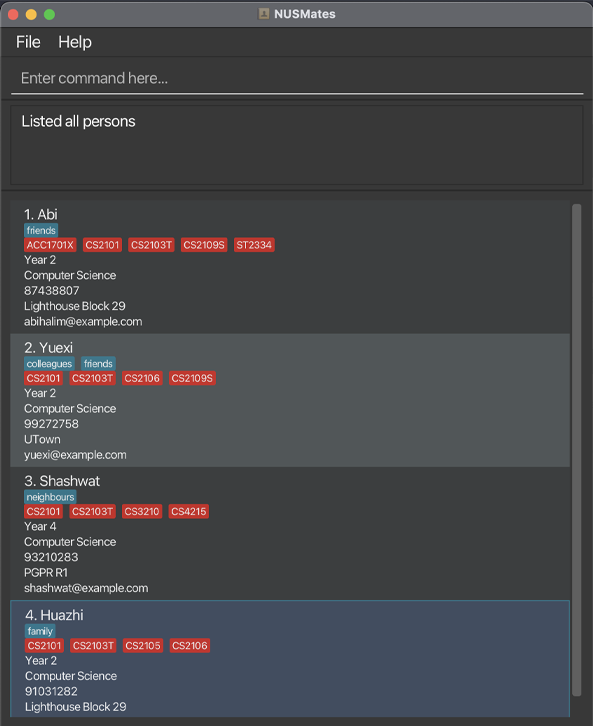 NUSMates
File Help
Enter command here...
Listed all persons
1. Abi
friends
ACC1701X CS2101 CS2103T CS2109S ST2334
Year 2
Computer Science
87438807
Lighthouse Block 29
abihalim@example.com
2. Yuexi
colleagues friends
CS2101 CS2103T CS2106 CS2109S
Year 2
Computer Science
99272758
UTown
yuexi@example.com
3. Shashwat
neighbours
CS2101 CS2103T CS3210 CS4215
Year 4
Computer Science
93210283
PGPR R1
shashwat@example.com
4. Huazhi
family
CS2101 CS2103T CS2105 CS2106
Year 2
Computer Science
91031282
Lighthouse Block 29